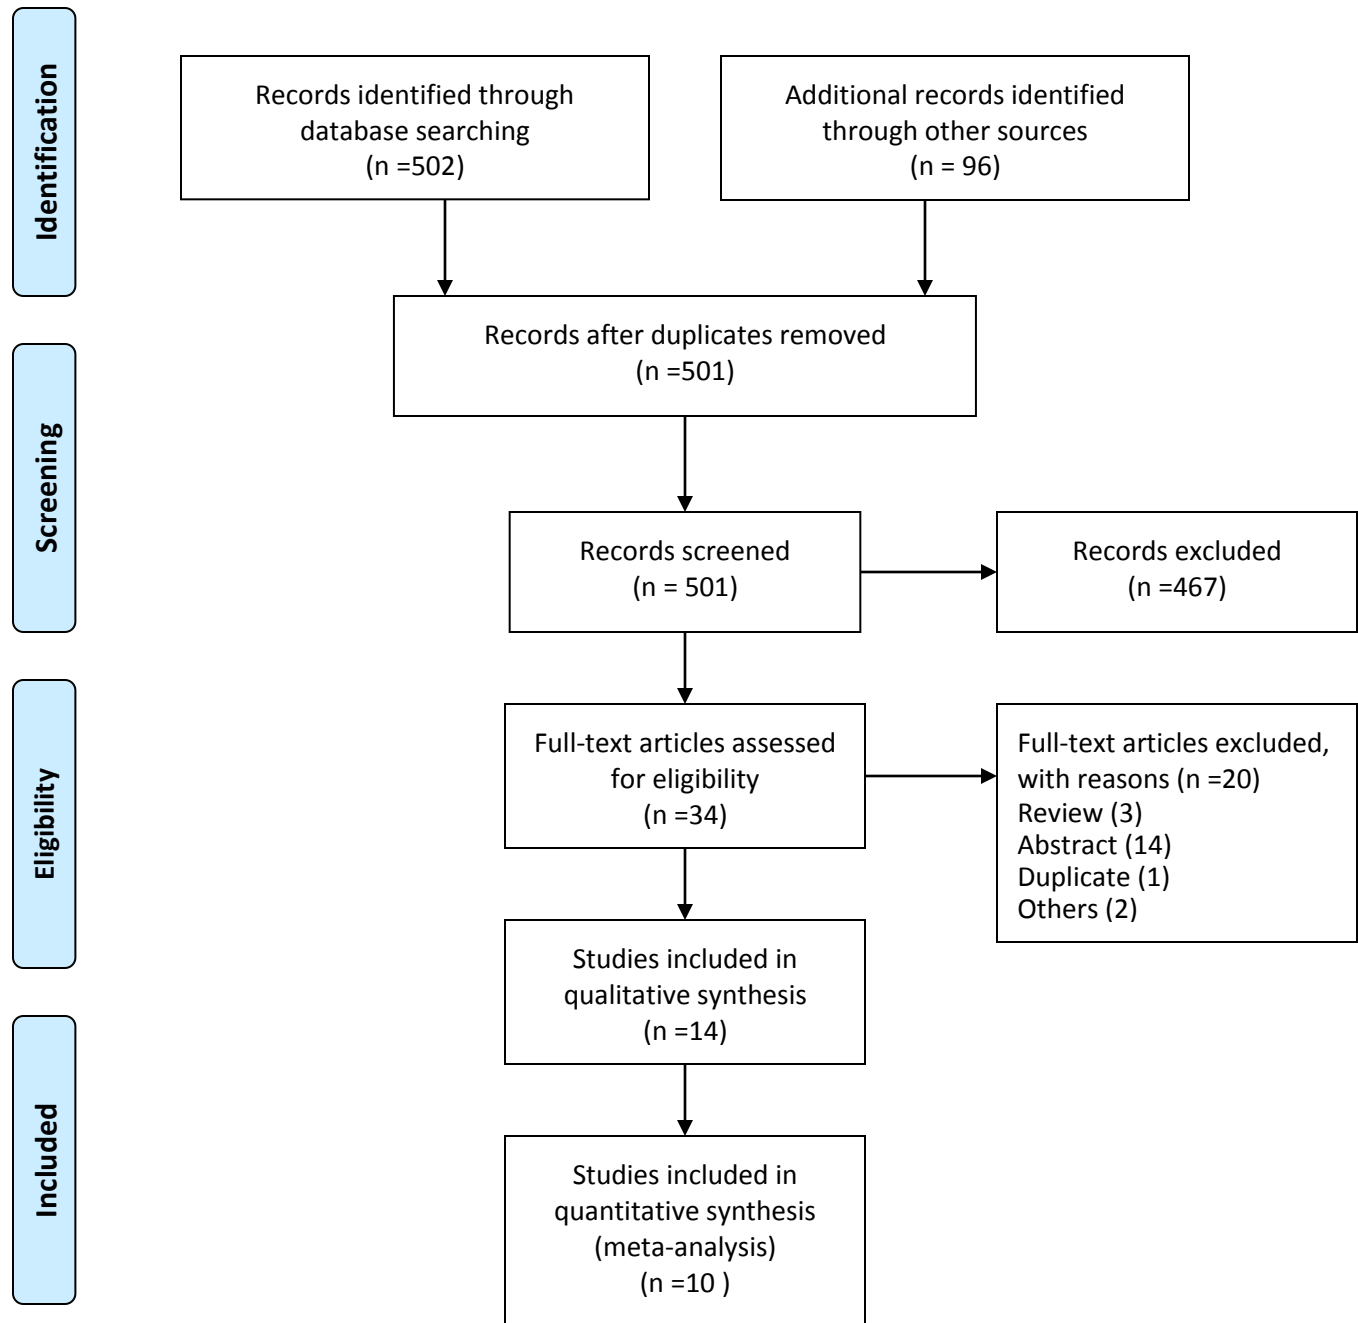 Identification
Records identified through
database searching
(n =502)
Additional records identified
through other sources
(n = 96)
Records after duplicates removed
(n =501)
Screening
Records screened
(n = 501)
Records excluded
(n =467)
Eligibility
Full-text articles assessed
for eligibility
(n =34)
Full-text articles excluded,
with reasons (n =20)
Review (3)
Abstract (14)
Duplicate (1)
Others (2)
Studies included in
qualitative synthesis
(n =14)
Included
Studies included in
quantitative synthesis
(meta-analysis)
(n =10 )